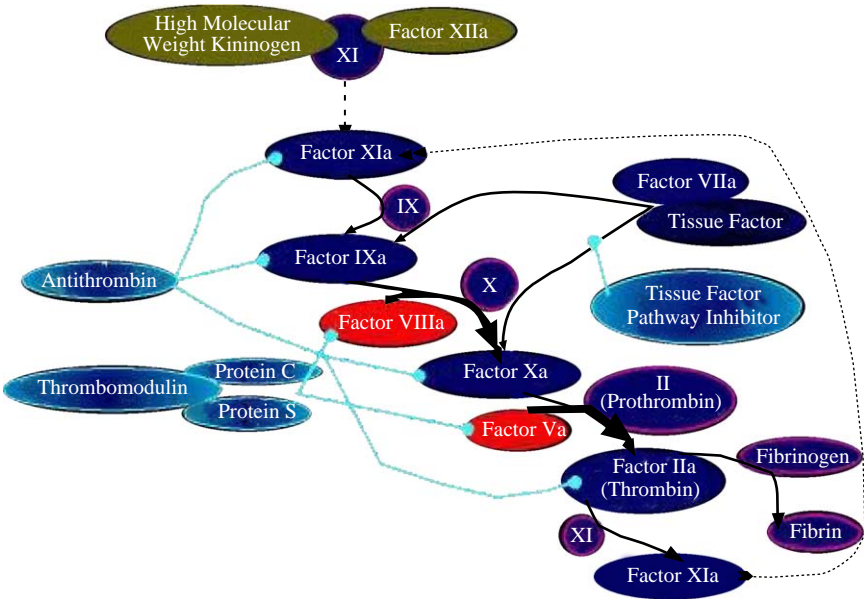 High Molecular
Weight Kininogen
Factor XIIa
XI
Factor XIa
Factor VIIa
Tissue Factor
IX
Factor IXa
Antithrombin
X
Tissue Factor
Pathway Inhibitor
Factor VIIIa
Protein C
Thrombomodulin
Protein S
Factor Xa
II
(Prothrombin)
Factor Va
Factor IIa
(Thrombin)
Fibrinogen
XI
Fibrin
Factor XIa